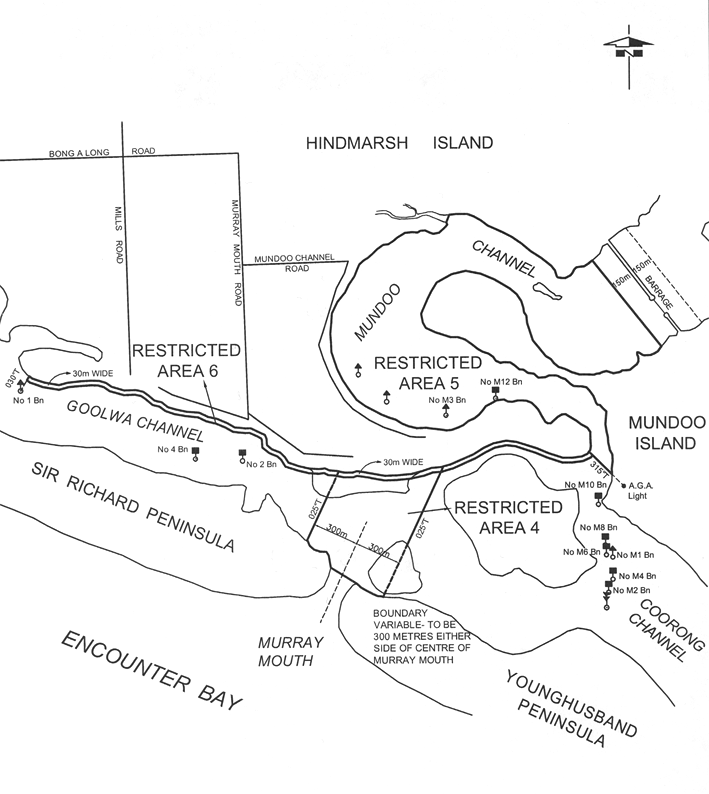 HINDMARSH ISLAND
BONG A LONG ROAD
MILLS
ROAD
MURRAY MOUTH ROAD
MUNDOO CHANNEL
ROAD
MUNDOO
CHANNEL
150m
150m
BARRAGE
RESTRICTED
AREA 6
RESTRICTED
AREA 5
030°T
30m WIDE
No 1 Bn
GOOLWA CHANNEL
No 4 Bn
No 2 Bn
No M12 Bn
No M3 Bn
MUNDOO
ISLAND
30m WIDE
315°T
A.G.A.
Light
No M10 Bn
SIR RICHARD PENINSULA
025°T
300m
300m
025°T
RESTRICTED
AREA 4
No M8 Bn
No M6 Bn
No M1 Bn
No M4 Bn
No M2 Bn
COORONG
CHANNEL
BOUNDARY
VARIABLE- TO BE
300 METRES EITHER
SIDE OF CENTRE OF
MURRAY MOUTH
MURRAY
MOUTH
ENCOUNTER BAY
YOUNGHUSBAND
PENINSULA